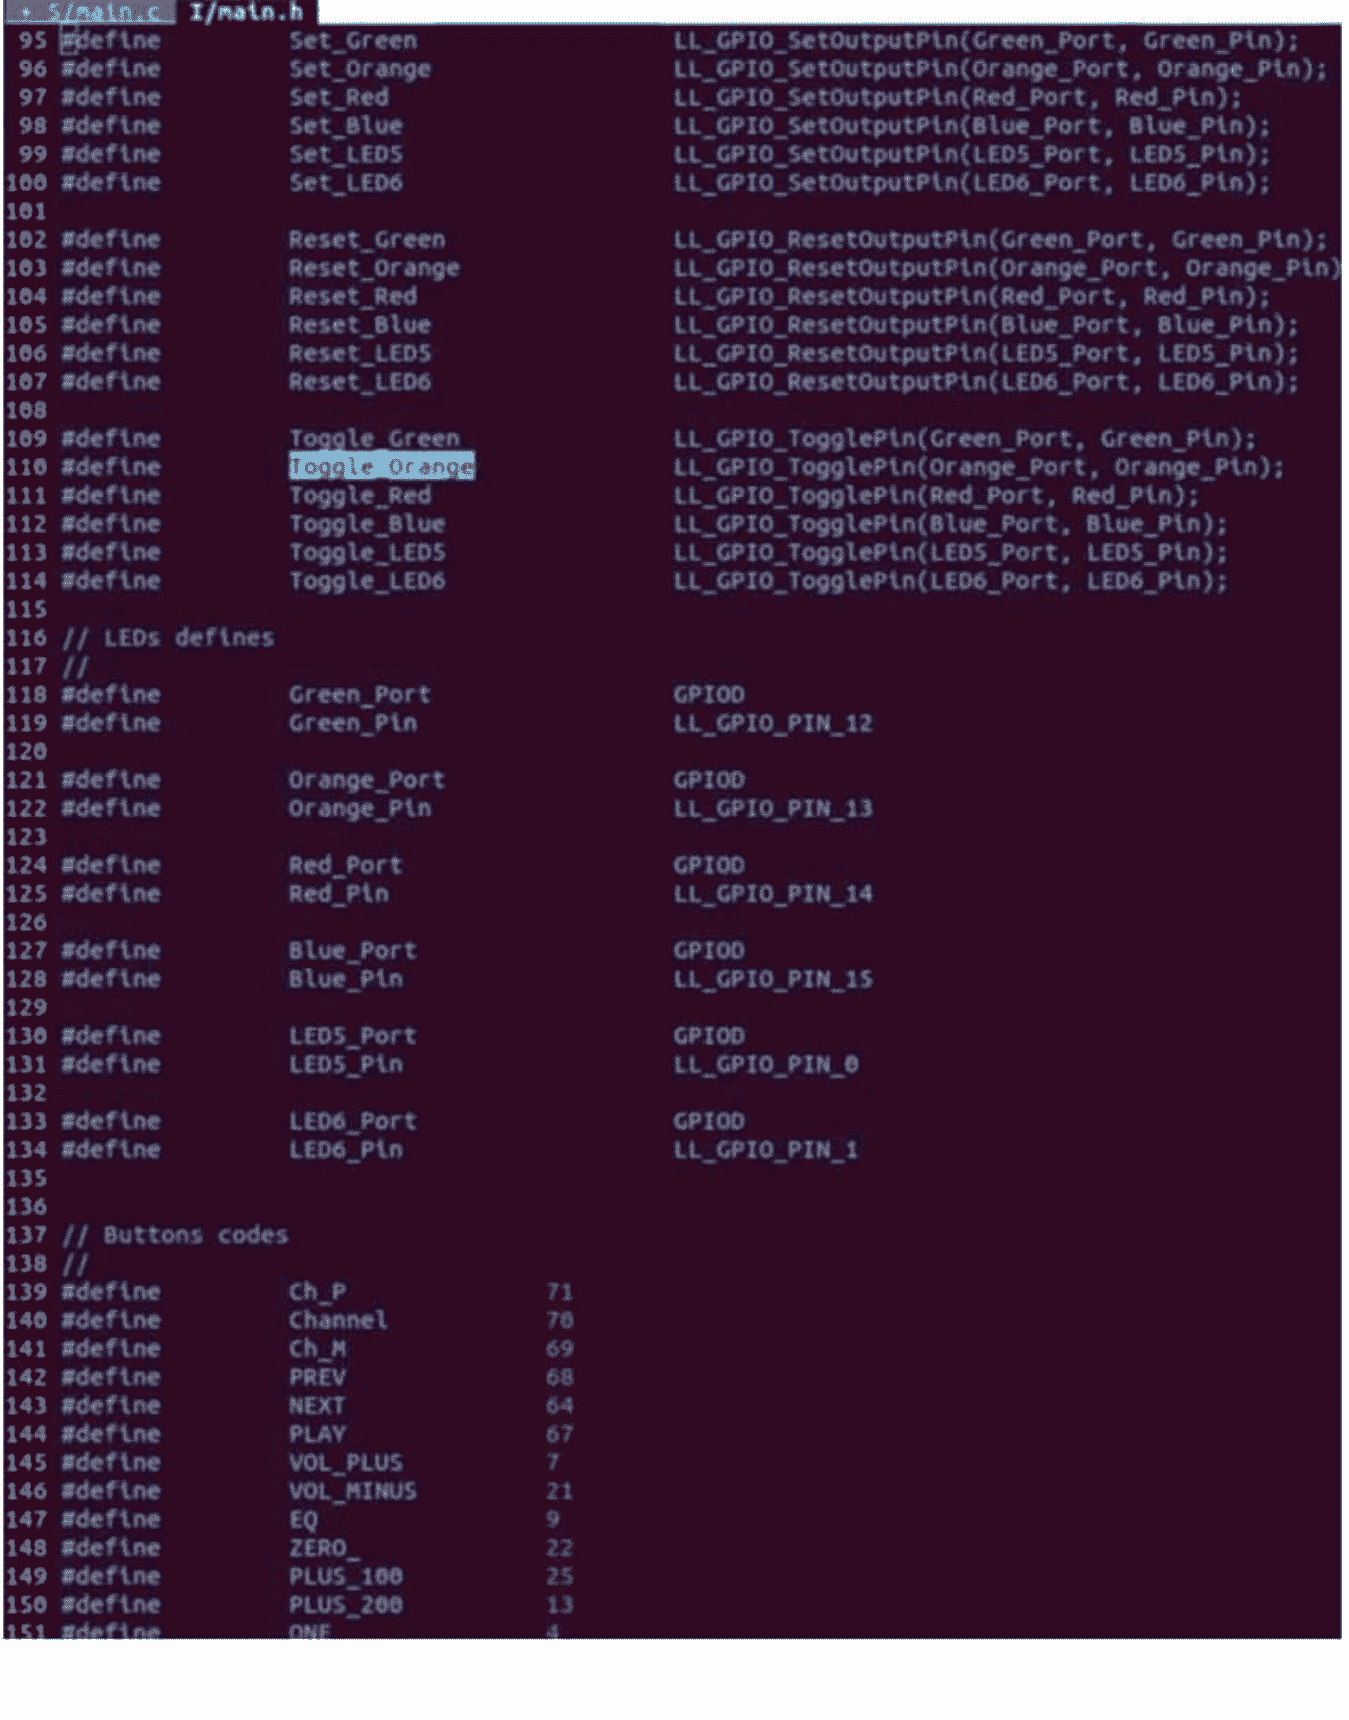 + S/main.c I/main.h
95 #define Set_Green LL_GPIO_SetOutputPin(Green_Port, Green_Pin);
96 #define Set_Orange LL_GPIO_SetOutputPin(Orange_Port, Orange_Pin);
97 #define Set_Red LL_GPIO_SetOutputPin(Red_Port, Red_Pin);
98 #define Set_Blue LL_GPIO_SetOutputPin(Blue_Port, Blue_Pin);
99 #define Set_LED5 LL_GPIO_SetOutputPin(LED5_Port, LED5_Pin);
100 #define Set_LED6 LL_GPIO_SetOutputPin(LED6_Port, LED6_Pin);
101
102 #define Reset_Green LL_GPIO_ResetOutputPin(Green_Port, Green_Pin);
103 #define Reset_Orange LL_GPIO_ResetOutputPin(Orange_Port, Orange_Pin)
104 #define Reset_Red LL_GPIO_ResetOutputPin(Red_Port, Red_Pin);
105 #define Reset_Blue LL_GPIO_ResetOutputPin(Blue_Port, Blue_Pin);
106 #define Reset_LED5 LL_GPIO_ResetOutputPin(LED5_Port, LED5_Pin);
107 #define Reset_LED6 LL_GPIO_ResetOutputPin(LED6_Port, LED6_Pin);
108
109 #define Toggle_Green LL_GPIO_TogglePin(Green_Port, Green_Pin);
110 #define Toggle_Orange LL_GPIO_TogglePin(Orange_Port, Orange_Pin);
111 #define Toggle_Red LL_GPIO_TogglePin(Red_Port, Red_Pin);
112 #define Toggle_Blue LL_GPIO_TogglePin(Blue_Port, Blue_Pin);
113 #define Toggle_LED5 LL_GPIO_TogglePin(LED5_Port, LED5_Pin);
114 #define Toggle_LED6 LL_GPIO_TogglePin(LED6_Port, LED6_Pin);
115
116 // LEDs defines
117 //
118 #define Green_Port GPIOD
119 #define Green_Pin LL_GPIO_PIN_12
120
121 #define Orange_Port GPIOD
122 #define Orange_Pin LL_GPIO_PIN_13
123
124 #define Red_Port GPIOD
125 #define Red_Pin LL_GPIO_PIN_14
126
127 #define Blue_Port GPIOD
128 #define Blue_Pin LL_GPIO_PIN_15
129
130 #define LED5_Port GPIOD
131 #define LED5_Pin LL_GPIO_PIN_0
132
133 #define LED6_Port GPIOD
134 #define LED6_Pin LL_GPIO_PIN_1
135
136
137 // Buttons codes
138 //
139 #define Ch_P 71
140 #define Channel 70
141 #define Ch_M 69
142 #define PREV 68
143 #define NEXT 64
144 #define PLAY 67
145 #define VOL_PLUS 7
146 #define VOL_MINUS 21
147 #define EQ 9
148 #define ZERO_ 22
149 #define PLUS_100 25
150 #define PLUS_200 13
151 #define ONE 4